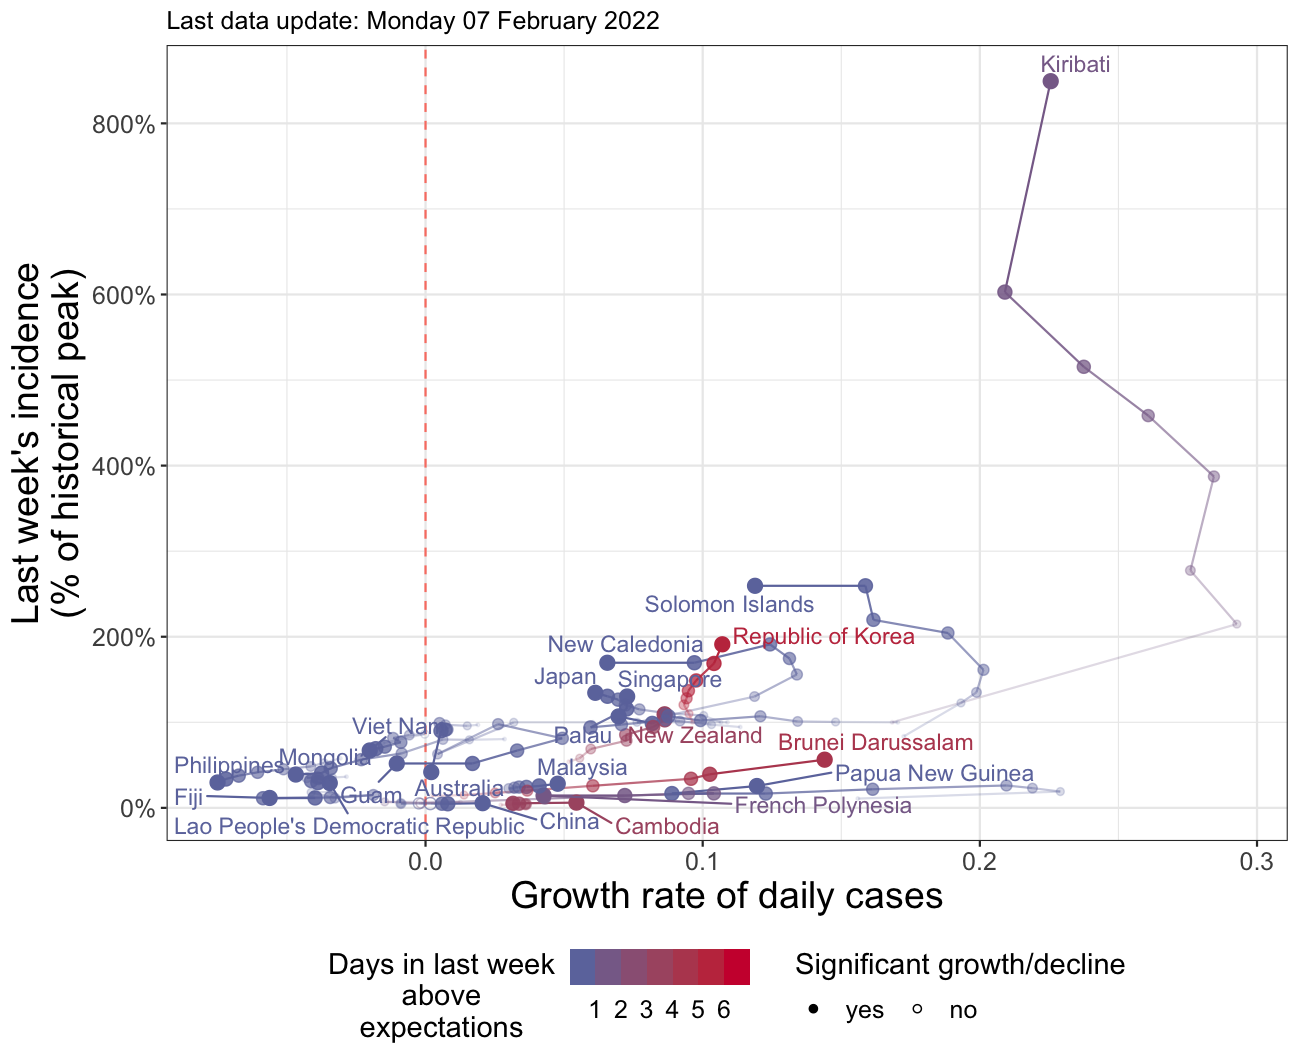 Last data update: Monday 07 February 2022
Last week's incidence
(% of historical peak)
800%
600%
400%
200%
0%
Kiribati
Solomon Islands
New Caledonia
Republic of Korea
Japan
Singapore
Viet Nam
Palau
New Zealand
Brunei Darussalam
Philippines
Mongolia
Malaysia
Papua New Guinea
Fiji
Guam
Australia
French Polynesia
Lao People's Democratic Republic
China
Cambodia
0.0
0.1
0.2
0.3
Growth rate of daily cases
Days in last week
above
expectations
1 2 3 4 5 6
Significant growth/decline
yes
no